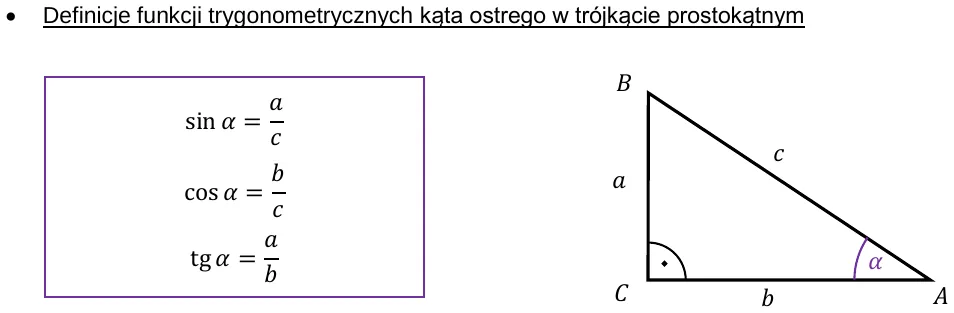 • Definicje funkcji trygonometrycznych kąta ostrego w trójkącie prostokątnym
sin α = a/c
cos α = b/c
tg α = a/b
B
c
a
α
C
b
A